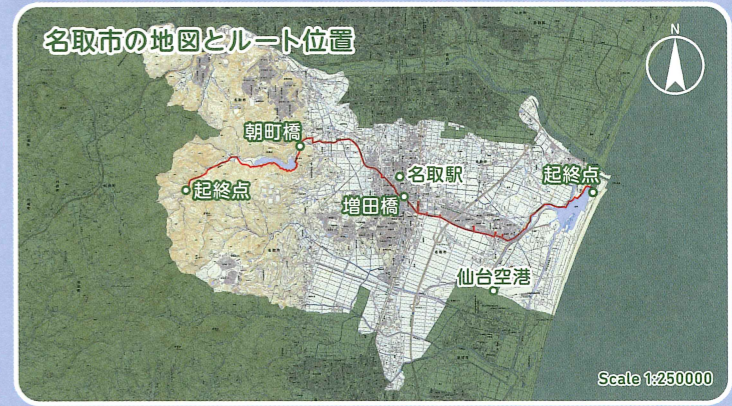 名取市の地図とルート位置
N
朝町橋
名取駅
起終点
起終点
増田橋
仙台空港
Scale 1:250000